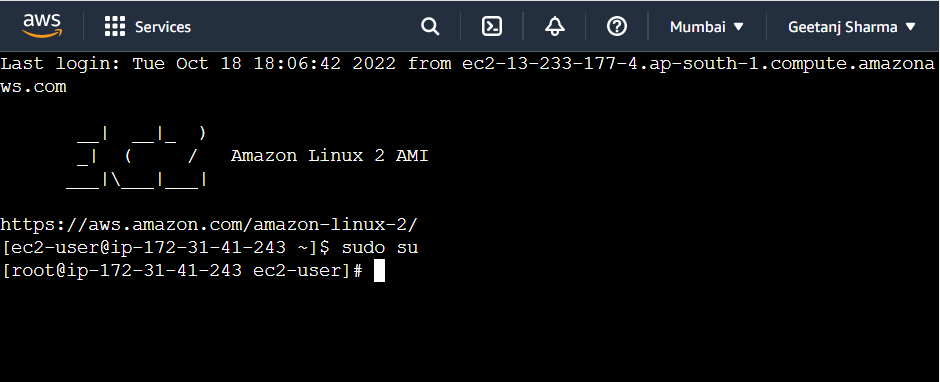 aws Services Mumbai Geetanj Sharma
Last login: Tue Oct 18 18:06:42 2022 from ec2-13-233-177-4.ap-south-1.compute.amazona
ws.com
__|  __|_  )
_|  (     /   Amazon Linux 2 AMI
___|\___|___|
https://aws.amazon.com/amazon-linux-2/
[ec2-user@ip-172-31-41-243 ~]$ sudo su
[root@ip-172-31-41-243 ec2-user]#